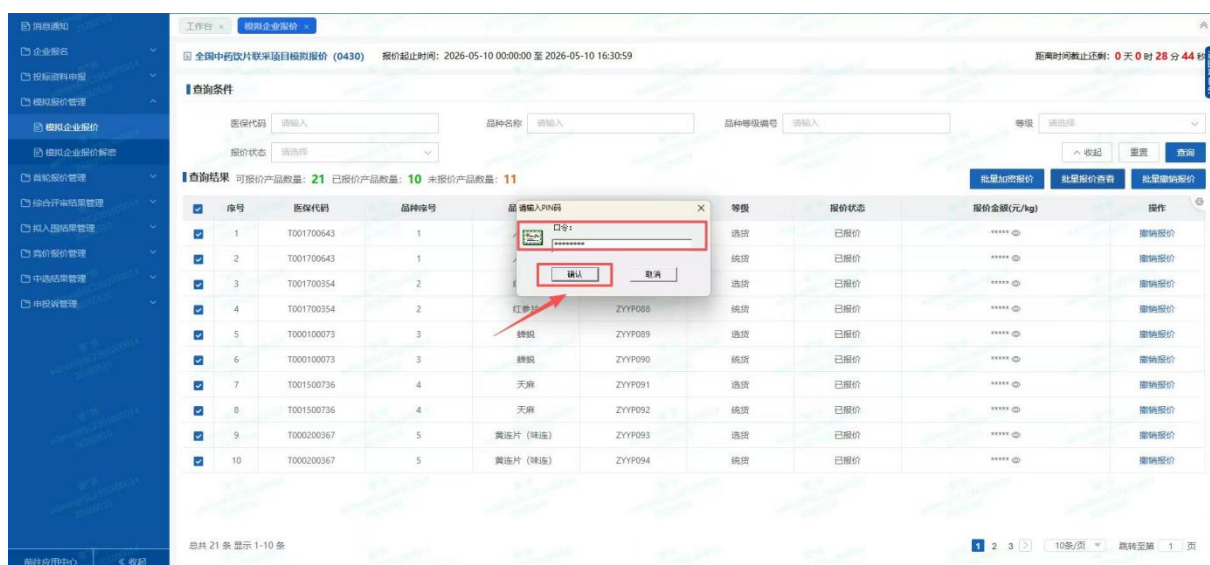 消息通知
企业报名
投标资料申报
模拟报价管理
模拟企业报价
模拟企业报价解密
首轮报价管理
综合评审结果管理
拟入围结果管理
竞价报价管理
中选结果管理
申投诉管理
前往应用中心 收起
工作台 × 模拟企业报价 ×
全国中药饮片联采项目模拟报价（0430） 报价起止时间：2026-05-10 00:00:00 至 2026-05-10 16:30:59 距离时间截止还剩：0 天 0 时 28 分 44 秒
查询条件
医保代码 请输入 品种名称 请输入 品种等级编号 请输入 等级 请选择
报价状态 请选择 收起 重置 查询
查询结果 可报价产品数量：21 已报价产品数量：10 未报价产品数量：11 批量加密报价 批量报价查看 批量撤销报价
序号 医保代码 品种序号 品 等级 报价状态 报价金额(元/kg) 操作
1 T001700643 1 选货 已报价 ***** 撤销报价
2 T001700643 1 统货 已报价 ***** 撤销报价
3 T001700354 2 选货 已报价 ***** 撤销报价
4 T001700354 2 红参片 ZYYP088 统货 已报价 ***** 撤销报价
5 T000100073 3 蝉蜕 ZYYP089 选货 已报价 ***** 撤销报价
6 T000100073 3 蝉蜕 ZYYP090 统货 已报价 ***** 撤销报价
7 T001500736 4 天麻 ZYYP091 选货 已报价 ***** 撤销报价
8 T001500736 4 天麻 ZYYP092 统货 已报价 ***** 撤销报价
9 T000200367 5 黄连片（味连） ZYYP093 选货 已报价 ***** 撤销报价
10 T000200367 5 黄连片（味连） ZYYP094 统货 已报价 ***** 撤销报价
请输入PIN码 ×
口令：
********
确认 取消
总共 21 条 显示 1-10 条 1 2 3 10条/页 跳转至第 1 页